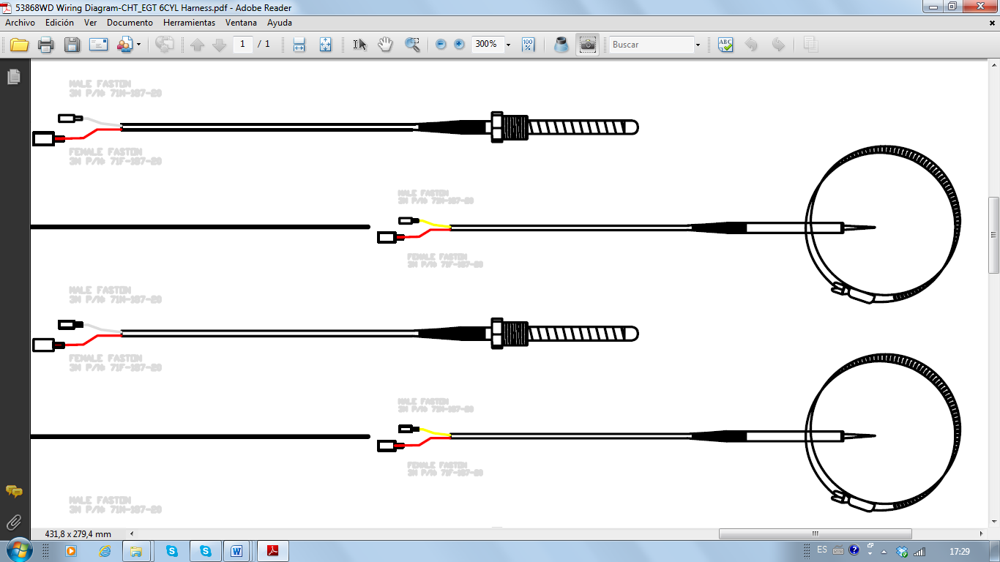 53868WD Wiring Diagram-CHT_EGT 6CYL Harness.pdf - Adobe Reader
Archivo Edición Ver Documento Herramientas Ventana Ayuda
1 / 1 300% Buscar
MALE FASTON
3M P/N 71M-187-20
FEMALE FASTON
3M P/N 71F-187-20
MALE FASTON
3M P/N 71M-187-20
FEMALE FASTON
3M P/N 71F-187-20
MALE FASTON
3M P/N 71M-187-20
FEMALE FASTON
3M P/N 71F-187-20
MALE FASTON
3M P/N 71M-187-20
FEMALE FASTON
3M P/N 71F-187-20
MALE FASTON
3M P/N 71M-187-20
431,8 x 279,4 mm
ES 17:29